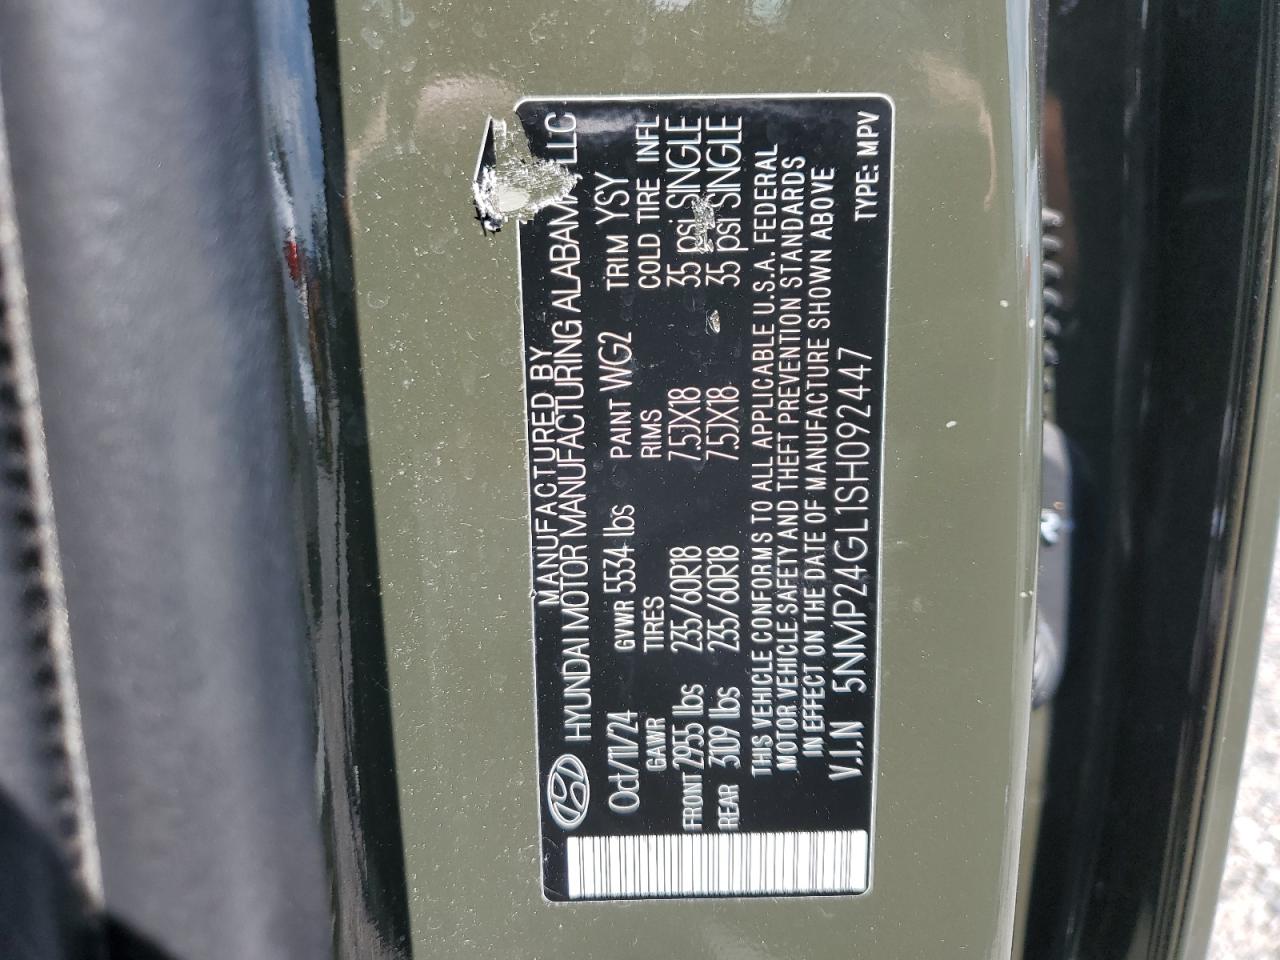 MANUFACTURED BY
HYUNDAI MOTOR MANUFACTURING ALABAMA LLC
Oct/11/24 GVWR 5534 lbs PAINT WG2 TRIM YSY
GAWR TIRES RIMS COLD TIRE INFL
FRONT 2955 lbs 235/60R18 7.5JX18 35 psi SINGLE
REAR 3109 lbs 235/60R18 7.5JX18 35 psi SINGLE
THIS VEHICLE CONFORMS TO ALL APPLICABLE U.S.A. FEDERAL
MOTOR VEHICLE SAFETY AND THEFT PREVENTION STANDARDS
IN EFFECT ON THE DATE OF MANUFACTURE SHOWN ABOVE
V.I.N 5NMP24GL1SH092447 TYPE: MPV